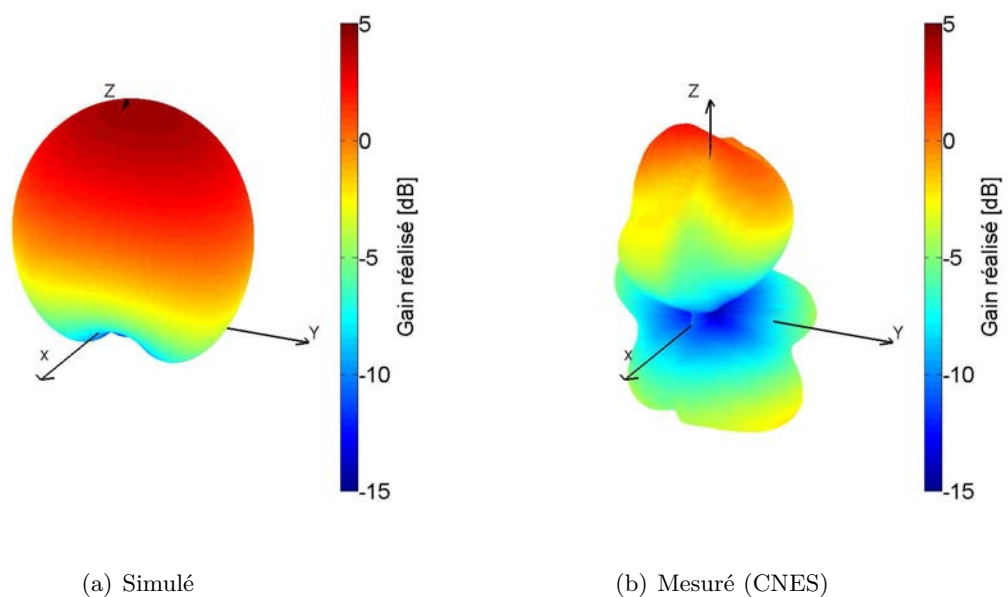 5
0
-5
-10
-15
Gain réalisé [dB]
Z
Y
x
5
0
-5
-10
-15
Gain réalisé [dB]
Z
Y
x
(a) Simulé
(b) Mesuré (CNES)